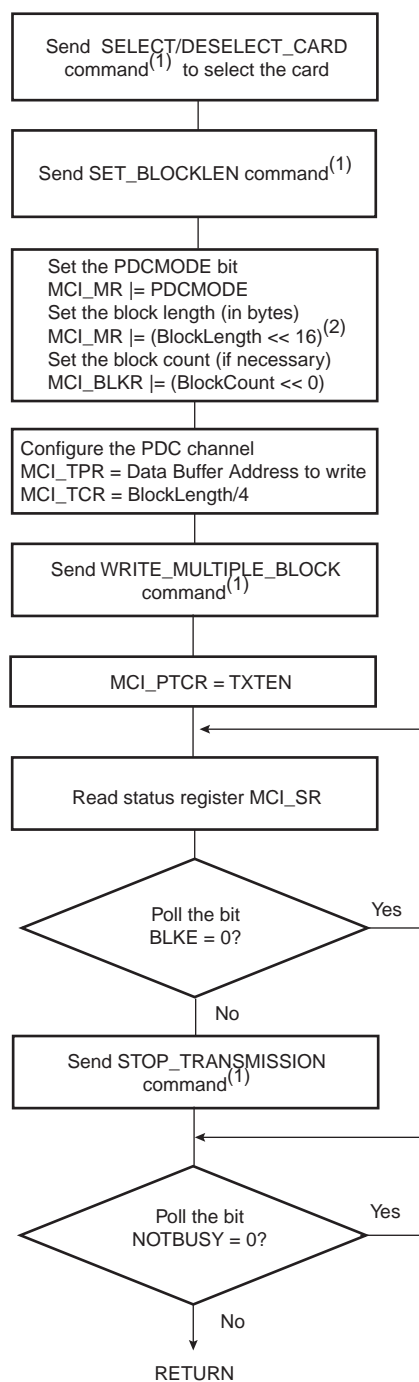 Send SELECT/DESELECT_CARD
command(1) to select the card
Send SET_BLOCKLEN command(1)
Set the PDCMODE bit
MCI_MR |= PDCMODE
Set the block length (in bytes)
MCI_MR |= (BlockLength << 16)(2)
Set the block count (if necessary)
MCI_BLKR |= (BlockCount << 0)
Configure the PDC channel
MCI_TPR = Data Buffer Address to write
MCI_TCR = BlockLength/4
Send WRITE_MULTIPLE_BLOCK
command(1)
MCI_PTCR = TXTEN
Read status register MCI_SR
Poll the bit
BLKE = 0?
Yes
No
Send STOP_TRANSMISSION
command(1)
Poll the bit
NOTBUSY = 0?
Yes
No
RETURN